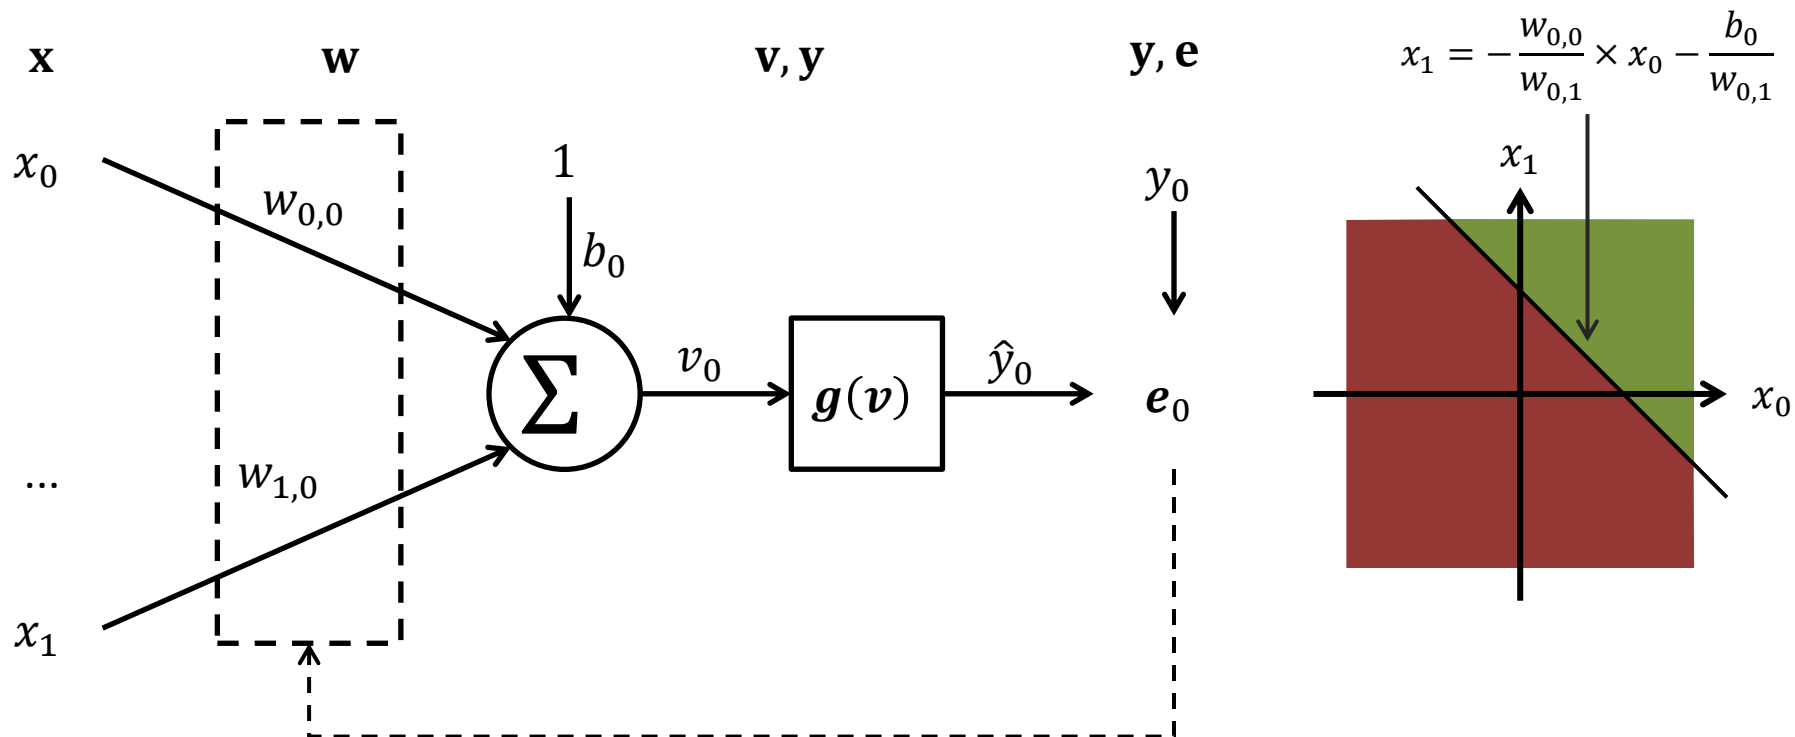 x w v, y y, e
x₁ = − w₀,₀/w₀,₁ × x₀ − b₀/w₀,₁
x₀
w₀,₀
1
b₀
y₀
x₁
Σ
v₀
g(v)
ŷ₀
e₀
x₀
...
w₁,₀
x₁